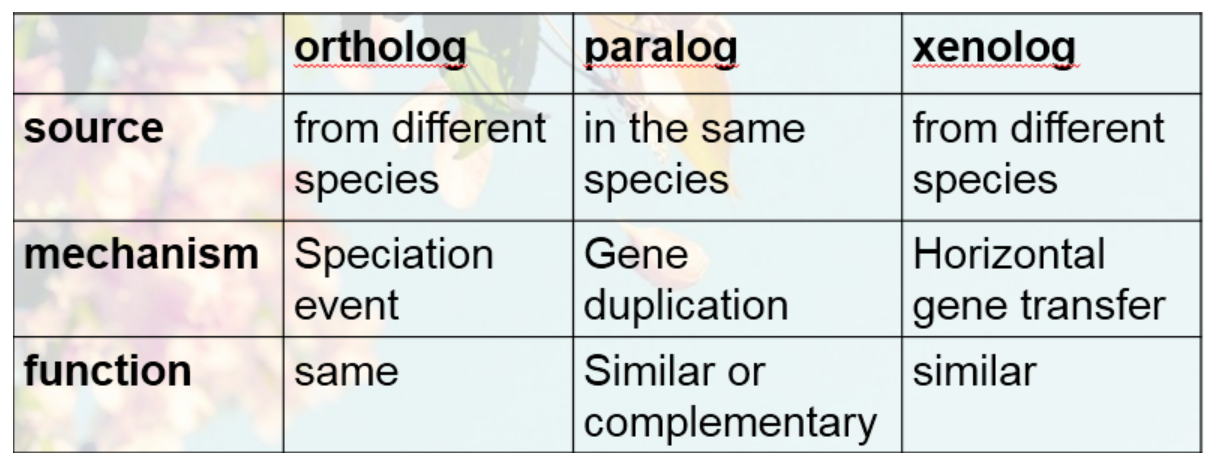 ortholog paralog xenolog
source from different species in the same species from different species
mechanism Speciation event Gene duplication Horizontal gene transfer
function same Similar or complementary similar